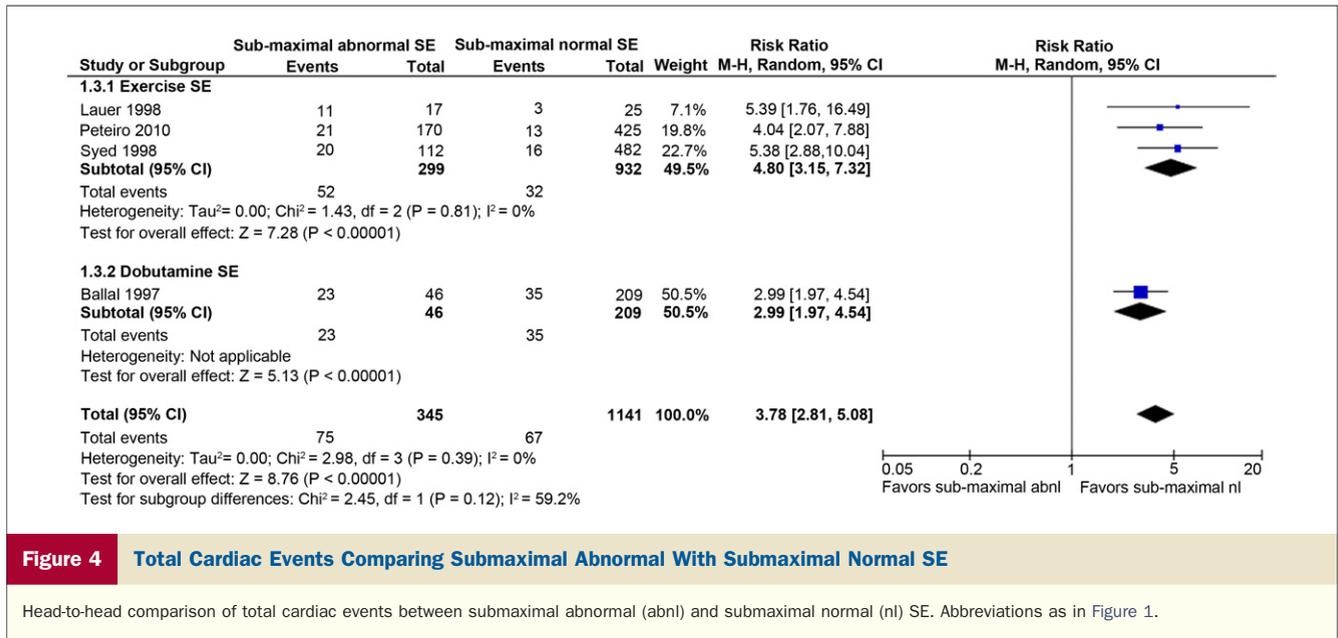 Sub-maximal abnormal SE Sub-maximal normal SE Risk Ratio Risk Ratio
Study or Subgroup Events Total Events Total Weight M-H, Random, 95% CI M-H, Random, 95% CI
1.3.1 Exercise SE
Lauer 1998 11 17 3 25 7.1% 5.39 [1.76, 16.49]
Peteiro 2010 21 170 13 425 19.8% 4.04 [2.07, 7.88]
Syed 1998 20 112 16 482 22.7% 5.38 [2.88,10.04]
Subtotal (95% CI) 299 932 49.5% 4.80 [3.15, 7.32]
Total events 52 32
Heterogeneity: Tau²= 0.00; Chi² = 1.43, df = 2 (P = 0.81); I² = 0%
Test for overall effect: Z = 7.28 (P < 0.00001)
1.3.2 Dobutamine SE
Ballal 1997 23 46 35 209 50.5% 2.99 [1.97, 4.54]
Subtotal (95% CI) 46 209 50.5% 2.99 [1.97, 4.54]
Total events 23 35
Heterogeneity: Not applicable
Test for overall effect: Z = 5.13 (P < 0.00001)
Total (95% CI) 345 1141 100.0% 3.78 [2.81, 5.08]
Total events 75 67
Heterogeneity: Tau²= 0.00; Chi² = 2.98, df = 3 (P = 0.39); I² = 0%
Test for overall effect: Z = 8.76 (P < 0.00001)
Test for subgroup differences: Chi² = 2.45, df = 1 (P = 0.12); I² = 59.2%
0.05 0.2 1 5 20
Favors sub-maximal abnl Favors sub-maximal nl
Figure 4 Total Cardiac Events Comparing Submaximal Abnormal With Submaximal Normal SE
Head-to-head comparison of total cardiac events between submaximal abnormal (abnl) and submaximal normal (nl) SE. Abbreviations as in Figure 1.